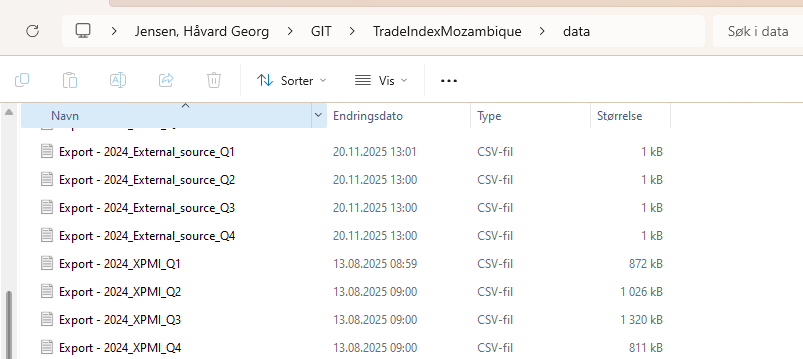 Jensen, Håvard Georg > GIT > TradeIndexMozambique > data Søk i data
Sorter Vis ...
Navn Endringsdato Type Størrelse
Export - 2024_External_source_Q1 20.11.2025 13:01 CSV-fil 1 kB
Export - 2024_External_source_Q2 20.11.2025 13:00 CSV-fil 1 kB
Export - 2024_External_source_Q3 20.11.2025 13:00 CSV-fil 1 kB
Export - 2024_External_source_Q4 20.11.2025 13:00 CSV-fil 1 kB
Export - 2024_XPMI_Q1 13.08.2025 08:59 CSV-fil 872 kB
Export - 2024_XPMI_Q2 13.08.2025 09:00 CSV-fil 1 026 kB
Export - 2024_XPMI_Q3 13.08.2025 09:00 CSV-fil 1 320 kB
Export - 2024_XPMI_Q4 13.08.2025 09:00 CSV-fil 811 kB